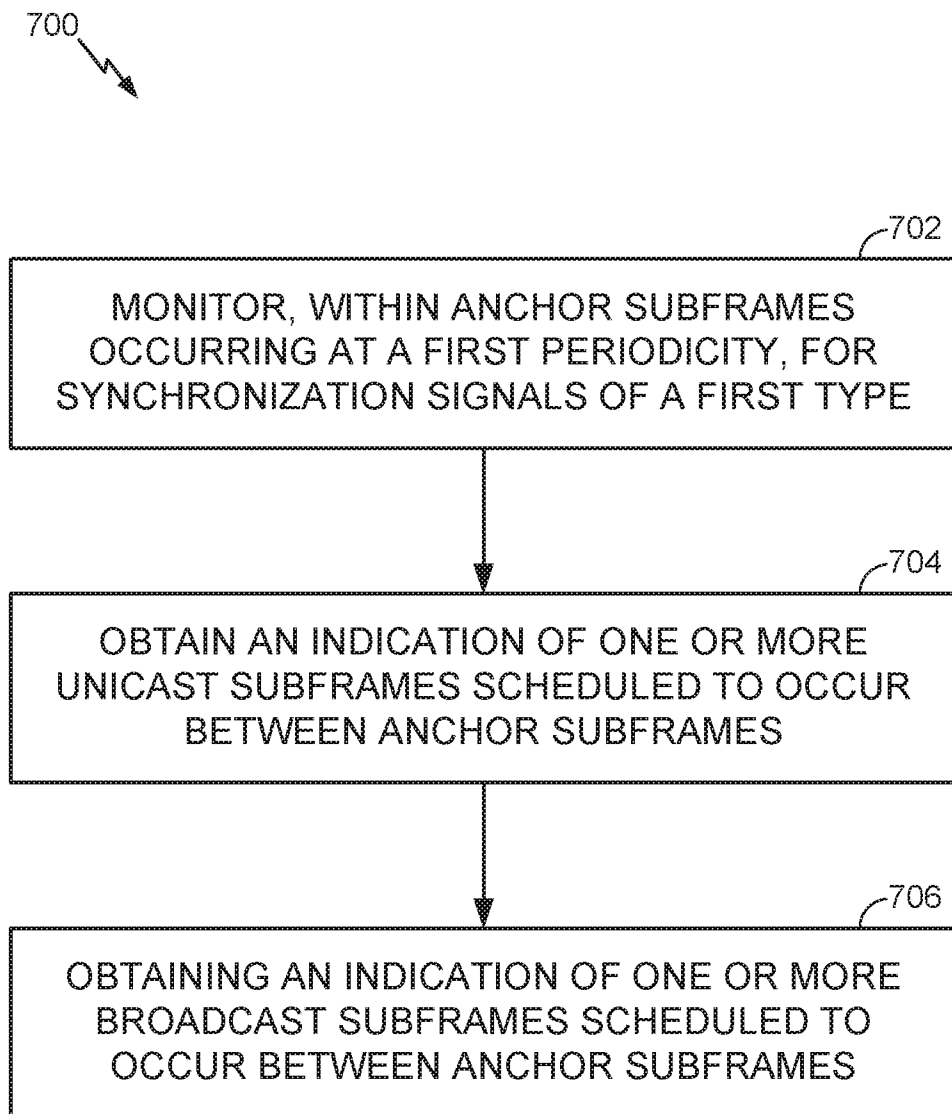 700
702
MONITOR, WITHIN ANCHOR SUBFRAMES
OCCURRING AT A FIRST PERIODICITY, FOR
SYNCHRONIZATION SIGNALS OF A FIRST TYPE
704
OBTAIN AN INDICATION OF ONE OR MORE
UNICAST SUBFRAMES SCHEDULED TO OCCUR
BETWEEN ANCHOR SUBFRAMES
706
OBTAINING AN INDICATION OF ONE OR MORE
BROADCAST SUBFRAMES SCHEDULED TO
OCCUR BETWEEN ANCHOR SUBFRAMES